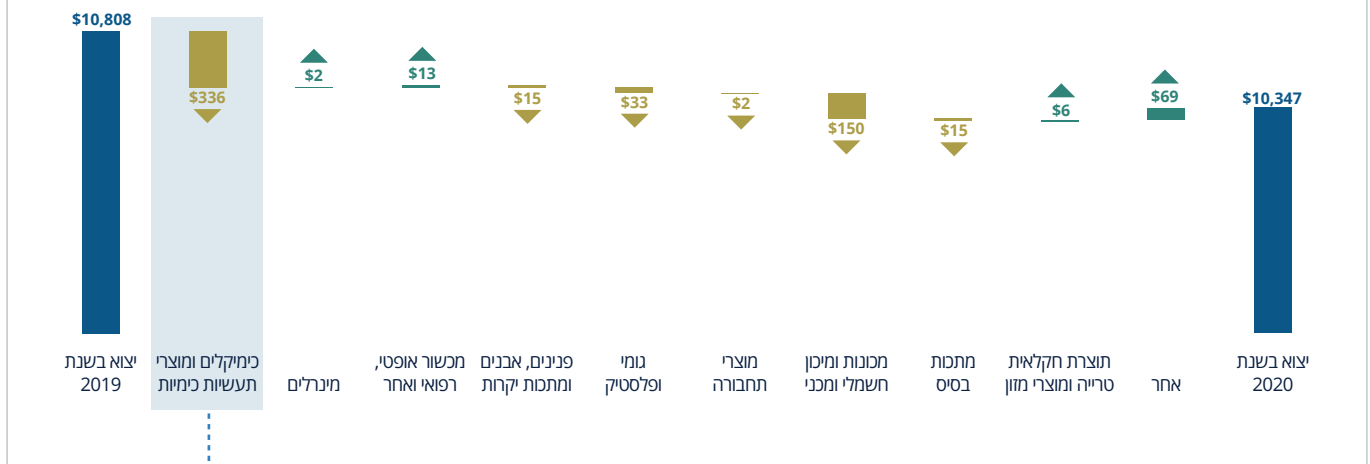 $10,808
$336
$2
$13
$15
$33
$2
$150
$15
$6
$69
$10,347
יצוא בשנת
2019
כימיקלים ומוצרי
תעשיות כימיות
מינרלים
מכשור אופטי,
רפואי ואחר
פנינים, אבנים
ומתכות יקרות
גומי
ופלסטיק
מוצרי
תחבורה
מכונות ומיכון
חשמלי ומכני
מתכות
בסיס
תוצרת חקלאית
טרייה ומוצרי מזון
אחר
יצוא בשנת
2020